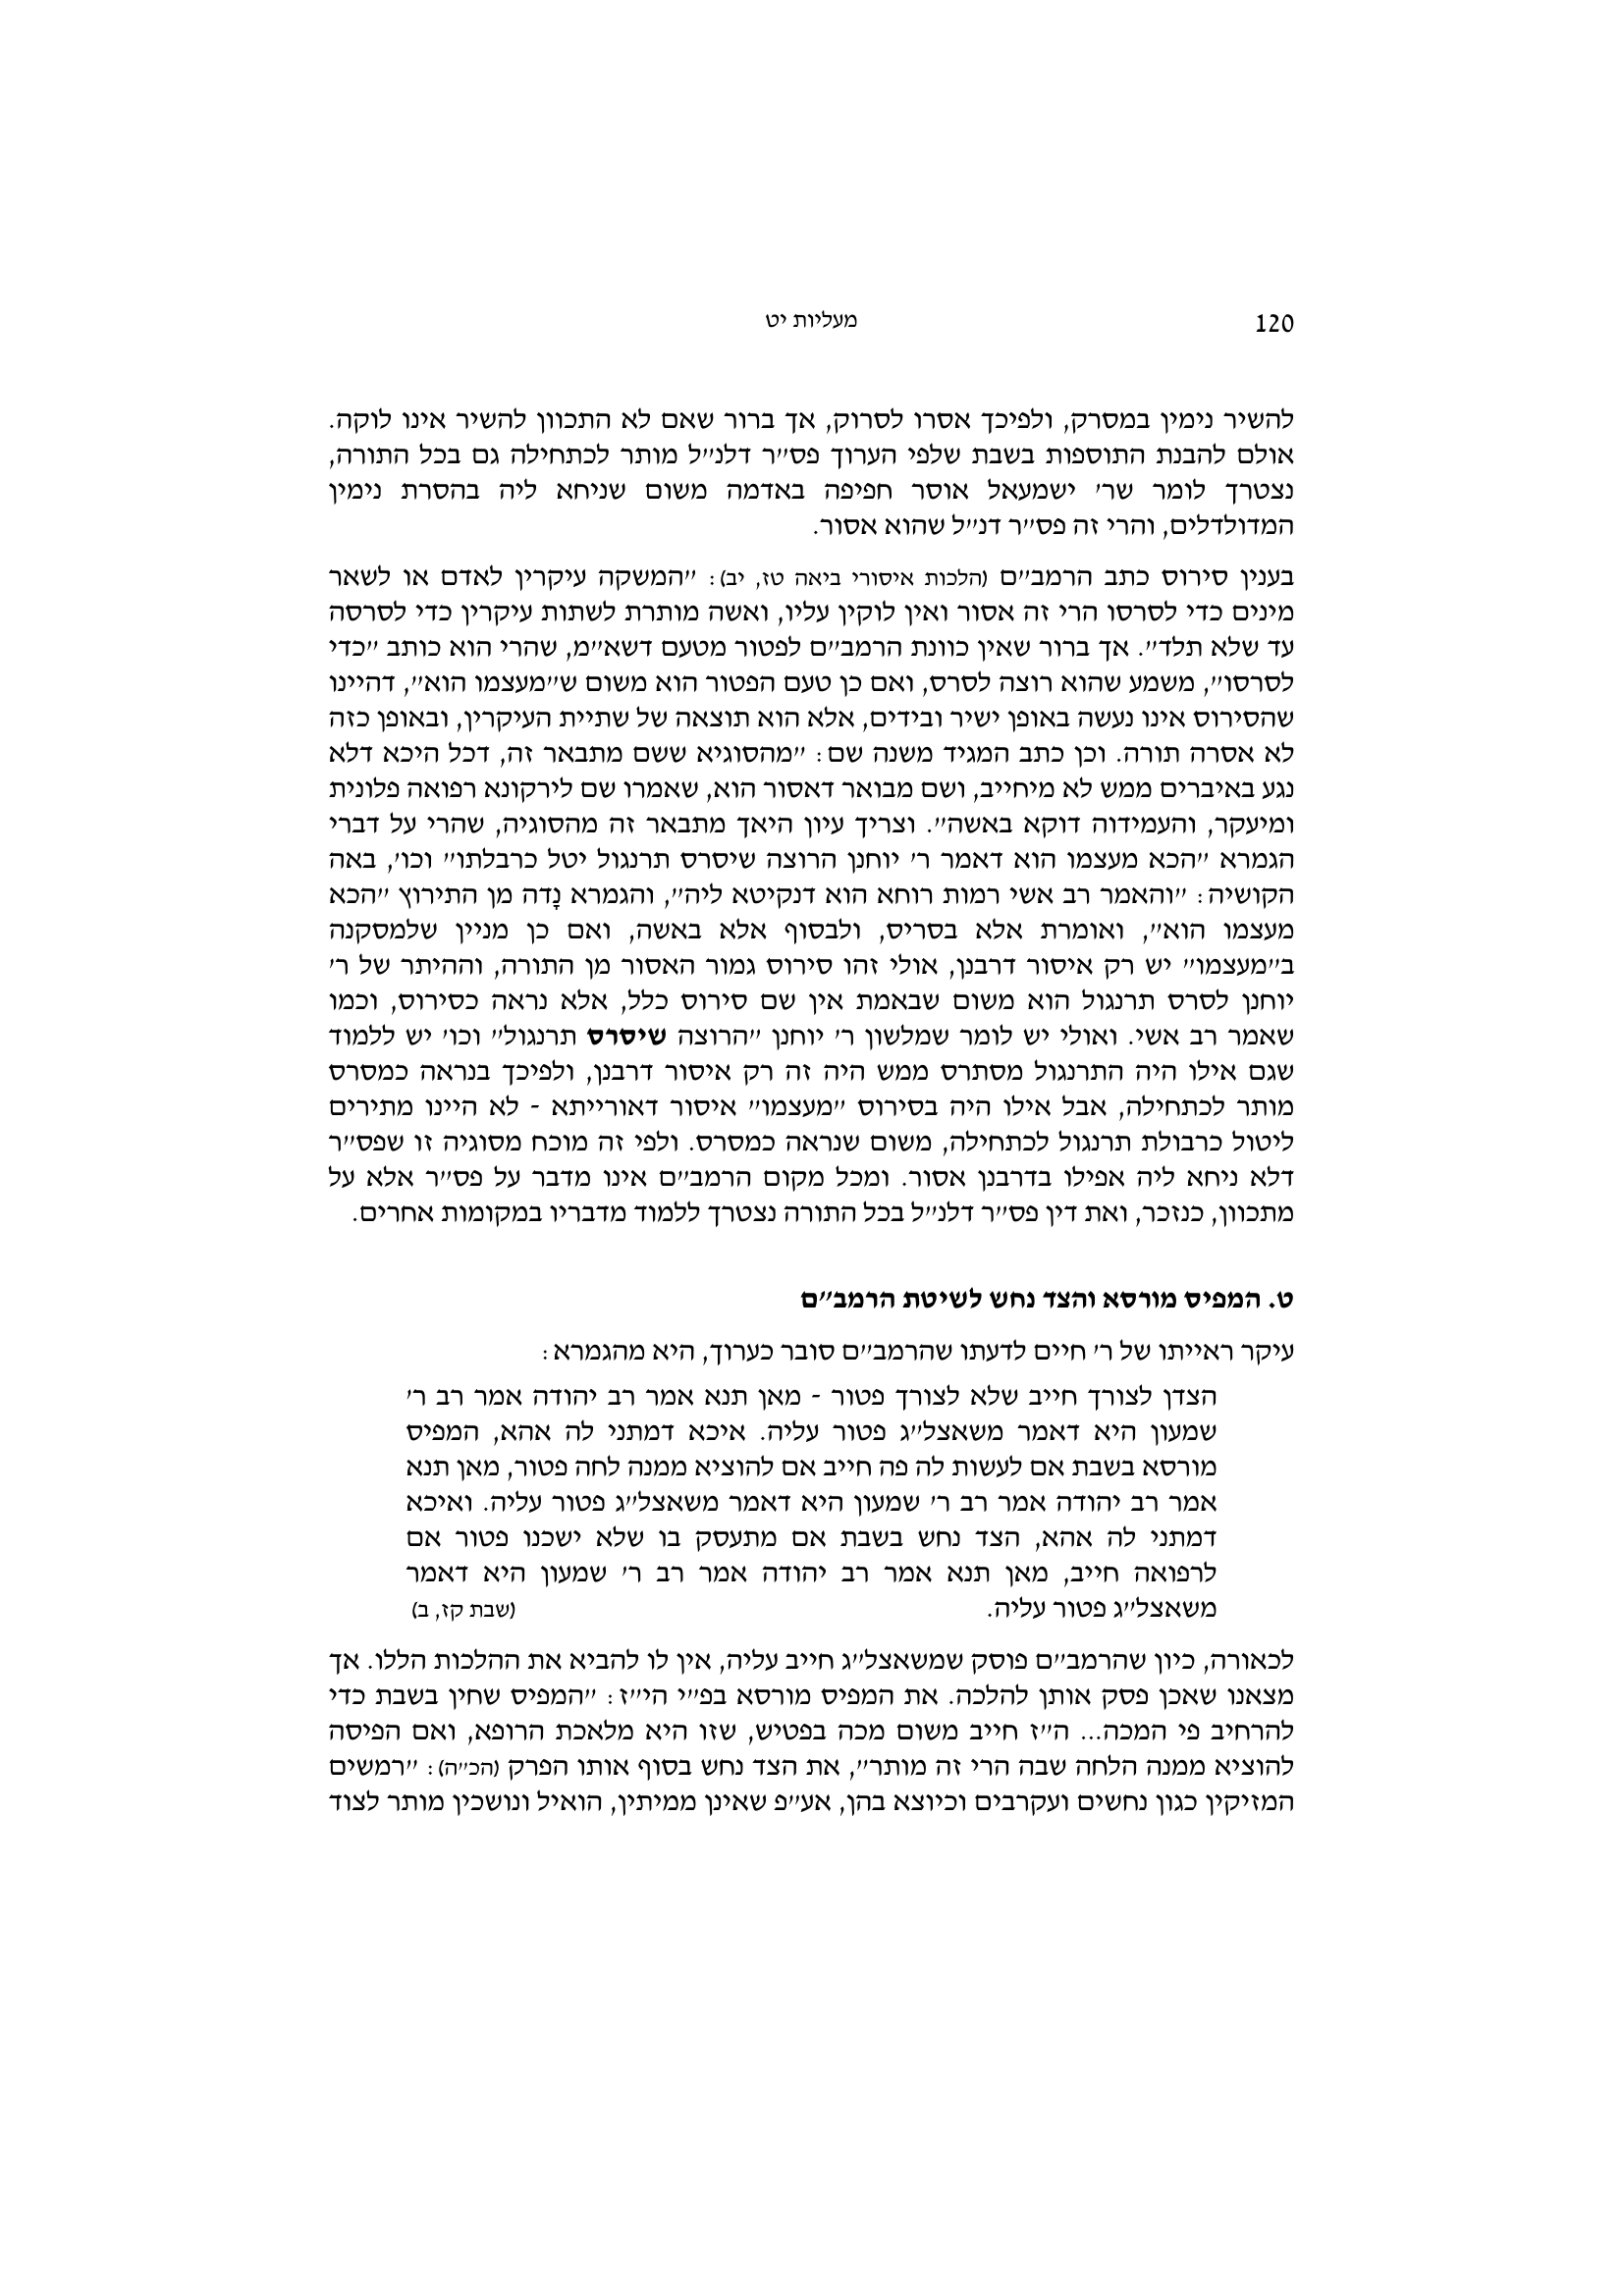 120
מעליות יט
להשיר נימין במסרק, ולפיכך אסרו לסרוק, אך ברור שאם לא התכוון להשיר אינו לוקה.
אולם להבנת התוספות בשבת שלפי הערוך פס״ר דלנ״ל מותר לכתחילה גם בכל התורה,
נצטרך לומר שר׳ ישמעאל אוסר חפיפה באדמה משום שניחא ליה בהסרת נימין
המדולדלים, והרי זה פס״ר דנ״ל שהוא אסור.
בענין סירוס כתב הרמב״ם (הלכות איסורי ביאה טז, יב): ״המשקה עיקרין לאדם או לשאר
מינים כדי לסרסו הרי זה אסור ואין לוקין עליו, ואשה מותרת לשתות עיקרין כדי לסרסה
עד שלא תלד״. אך ברור שאין כוונת הרמב״ם לפטור מטעם דשא״מ, שהרי הוא כותב ״כדי
לסרסו״, משמע שהוא רוצה לסרס, ואם כן טעם הפטור הוא משום ש״מעצמו הוא״, דהיינו
שהסירוס אינו נעשה באופן ישיר ובידים, אלא הוא תוצאה של שתיית העיקרין, ובאופן כזה
לא אסרה תורה. וכן כתב המגיד משנה שם: ״מהסוגיא ששם מתבאר זה, דכל היכא דלא
נגע באיברים ממש לא מיחייב, ושם מבואר דאסור הוא, שאמרו שם לירקונא רפואה פלונית
ומיעקר, והעמידוה דוקא באשה״. וצריך עיון היאך מתבאר זה מהסוגיה, שהרי על דברי
הגמרא ״הכא מעצמו הוא דאמר ר׳ יוחנן הרוצה שיסרס תרנגול יטל כרבלתו״ וכו׳, באה
הקושיה: ״והאמר רב אשי רמות רוחא הוא דנקיטא ליה״, והגמרא נָדה מן התירוץ ״הכא
מעצמו הוא״, ואומרת אלא בסריס, ולבסוף אלא באשה, ואם כן מניין שלמסקנה
ב״מעצמו״ יש רק איסור דרבנן, אולי זהו סירוס גמור האסור מן התורה, וההיתר של ר׳
יוחנן לסרס תרנגול הוא משום שבאמת אין שם סירוס כלל, אלא נראה כסירוס, וכמו
שאמר רב אשי. ואולי יש לומר שמלשון ר׳ יוחנן ״הרוצה שיסרס תרנגול״ וכו׳ יש ללמוד
שגם אילו היה התרנגול מסתרס ממש היה זה רק איסור דרבנן, ולפיכך בנראה כמסרס
מותר לכתחילה, אבל אילו היה בסירוס ״מעצמו״ איסור דאורייתא - לא היינו מתירים
ליטול כרבולת תרנגול לכתחילה, משום שנראה כמסרס. ולפי זה מוכח מסוגיה זו שפס״ר
דלא ניחא ליה אפילו בדרבנן אסור. ומכל מקום הרמב״ם אינו מדבר על פס״ר אלא על
מתכוון, כנזכר, ואת דין פס״ר דלנ״ל בכל התורה נצטרך ללמוד מדבריו במקומות אחרים.
ט. המפיס מורסא והצד נחש לשיטת הרמב״ם
עיקר ראייתו של ר׳ חיים לדעתו שהרמב״ם סובר כערוך, היא מהגמרא:
הצדן לצורך חייב שלא לצורך פטור - מאן תנא אמר רב יהודה אמר רב ר׳
שמעון היא דאמר משאצל״ג פטור עליה. איכא דמתני לה אהא, המפיס
מורסא בשבת אם לעשות לה פה חייב אם להוציא ממנה לחה פטור, מאן תנא
אמר רב יהודה אמר רב ר׳ שמעון היא דאמר משאצל״ג פטור עליה. ואיכא
דמתני לה אהא, הצד נחש בשבת אם מתעסק בו שלא ישכנו פטור אם
לרפואה חייב, מאן תנא אמר רב יהודה אמר רב ר׳ שמעון היא דאמר
משאצל״ג פטור עליה. (שבת קז, ב)
לכאורה, כיון שהרמב״ם פוסק שמשאצל״ג חייב עליה, אין לו להביא את ההלכות הללו. אך
מצאנו שאכן פסק אותן להלכה. את המפיס מורסא בפ״י הי״ז: ״המפיס שחין בשבת כדי
להרחיב פי המכה... ה״ז חייב משום מכה בפטיש, שזו היא מלאכת הרופא, ואם הפיסה
להוציא ממנה הלחה שבה הרי זה מותר״, את הצד נחש בסוף אותו הפרק (הכ״ה): ״רמשים
המזיקין כגון נחשים ועקרבים וכיוצא בהן, אע״פ שאינן ממיתין, הואיל ונושכין מותר לצוד